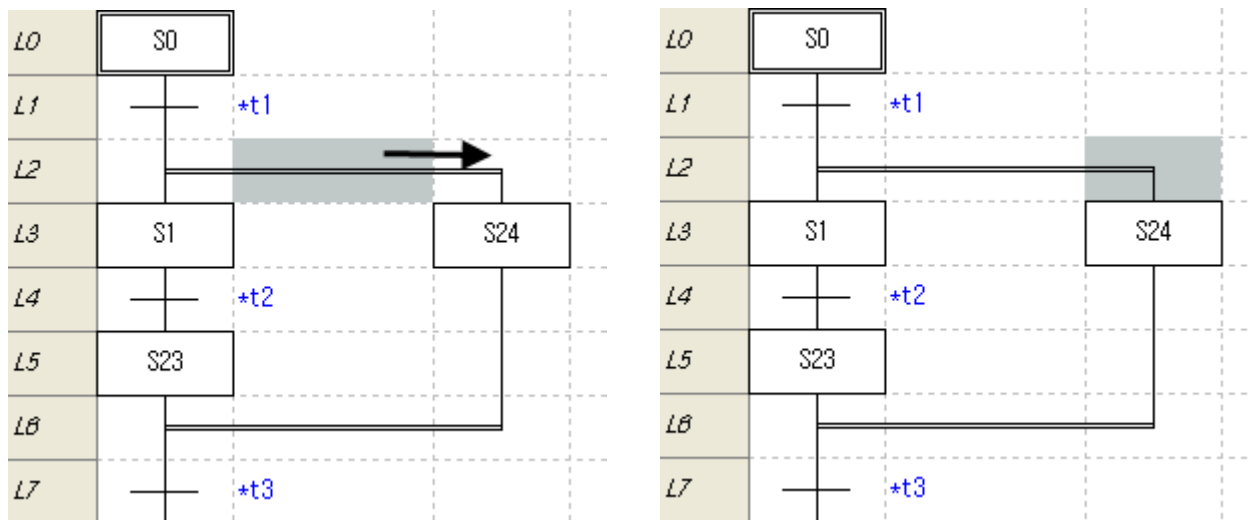 L0 S0
L1 *t1
L2
L3 S1 S24
L4 *t2
L5 S23
L6
L7 *t3
L0 S0
L1 *t1
L2
L3 S1 S24
L4 *t2
L5 S23
L6
L7 *t3